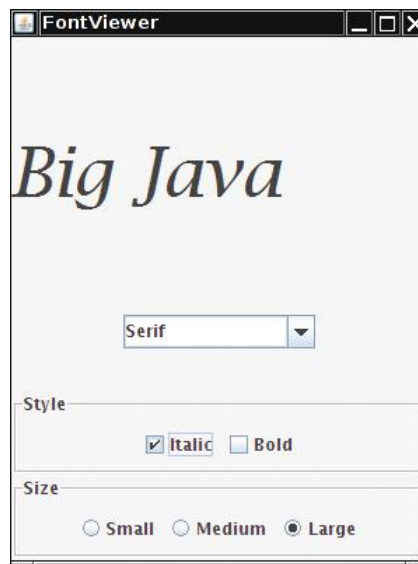 FontViewer
Big Java
Serif
Style
Italic Bold
Size
Small Medium Large